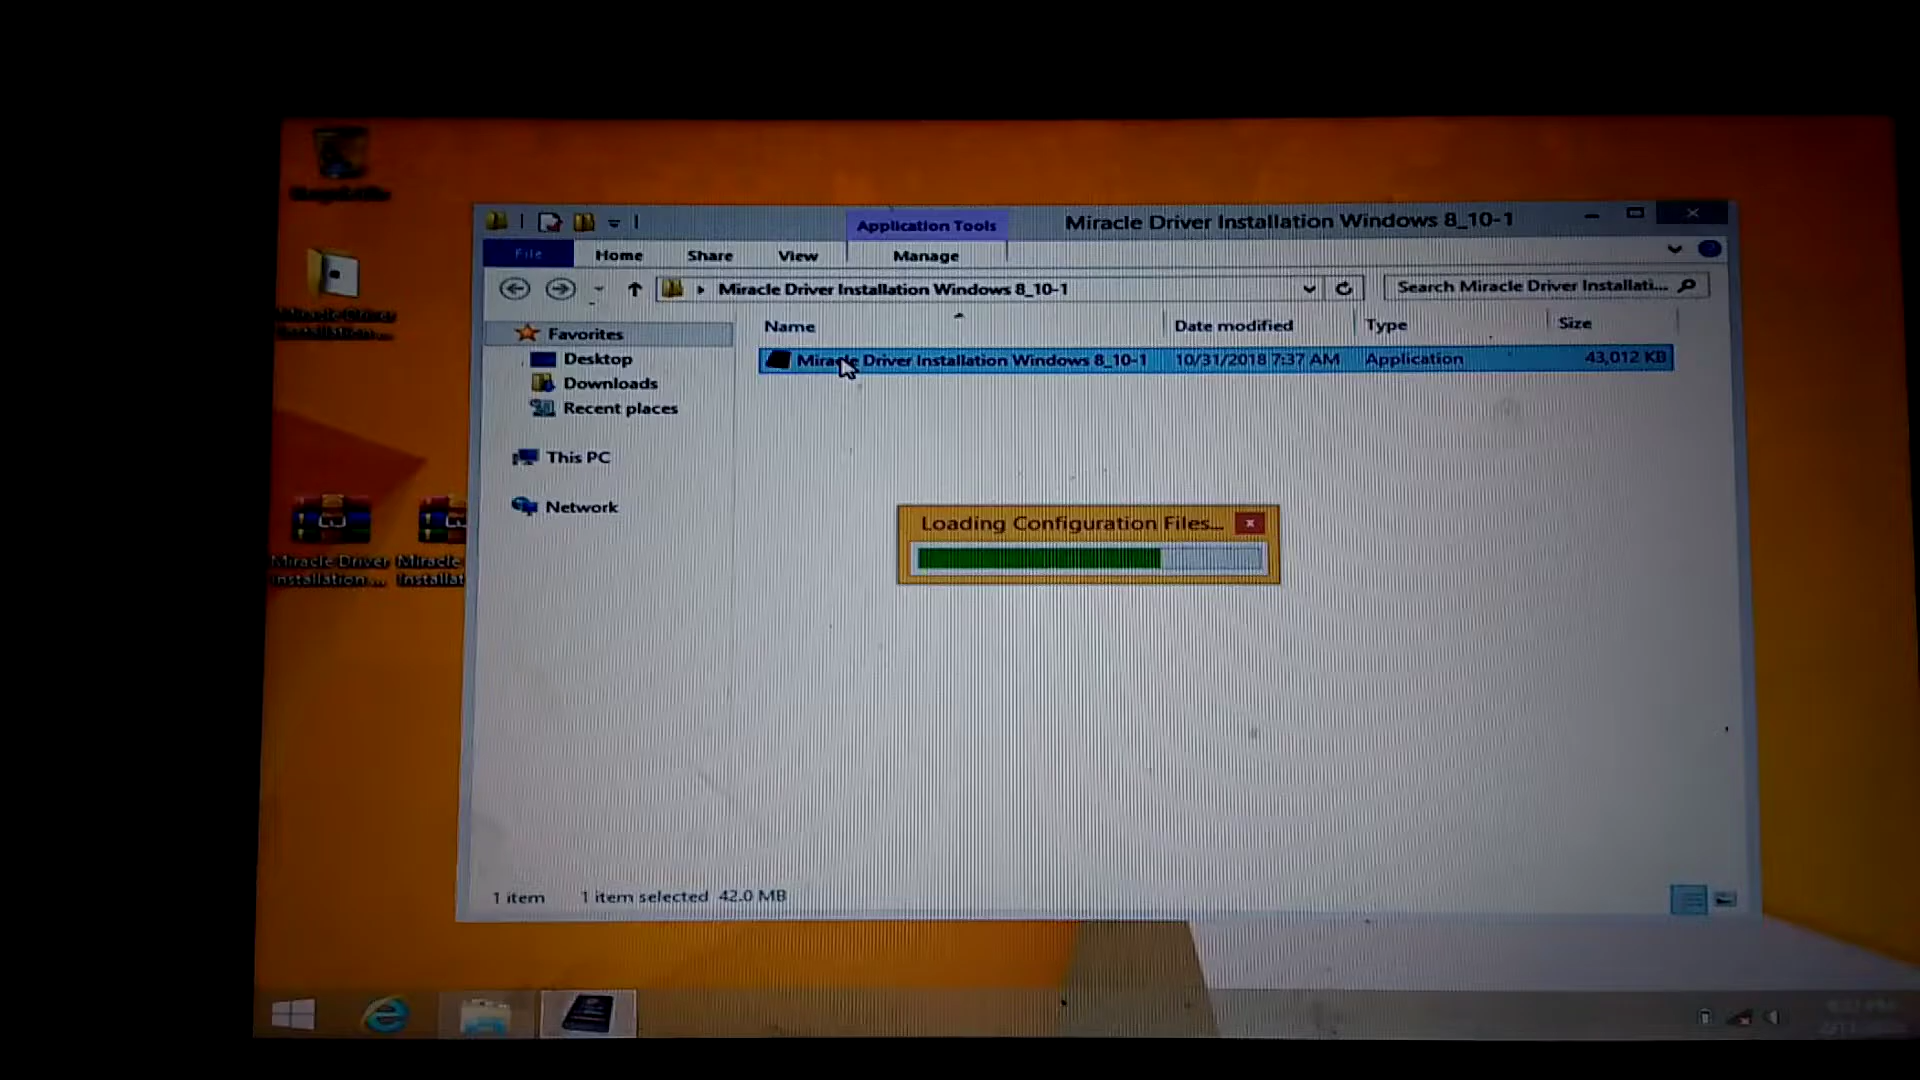 Application Tools
Miracle Driver Installation Windows 8_10-1
File
Home
Share
View
Manage
Miracle Driver Installation Windows 8_10-1
Search Miracle Driver Installati...
Name
Date modified
Type
Size
Miracle Driver Installation Windows 8_10-1
10/31/2018 7:37 AM
Application
43,012 KB
Favorites
Desktop
Downloads
Recent places
This PC
Network
Loading Configuration Files...
Miracle Driver
Installation ...
Miracle
Installat
1 item
1 item selected 42.0 MB